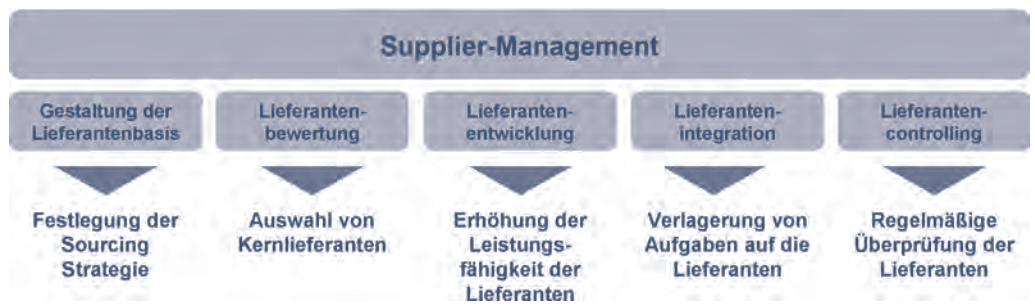 Supplier-Management
Gestaltung der
Lieferantenbasis
Lieferanten-
bewertung
Lieferanten-
entwicklung
Lieferanten-
integration
Lieferanten-
controlling
Festlegung der
Sourcing
Strategie
Auswahl von
Kernlieferanten
Erhöhung der
Leistungs-
fähigkeit der
Lieferanten
Verlagerung von
Aufgaben auf die
Lieferanten
Regelmäßige
Überprüfung der
Lieferanten